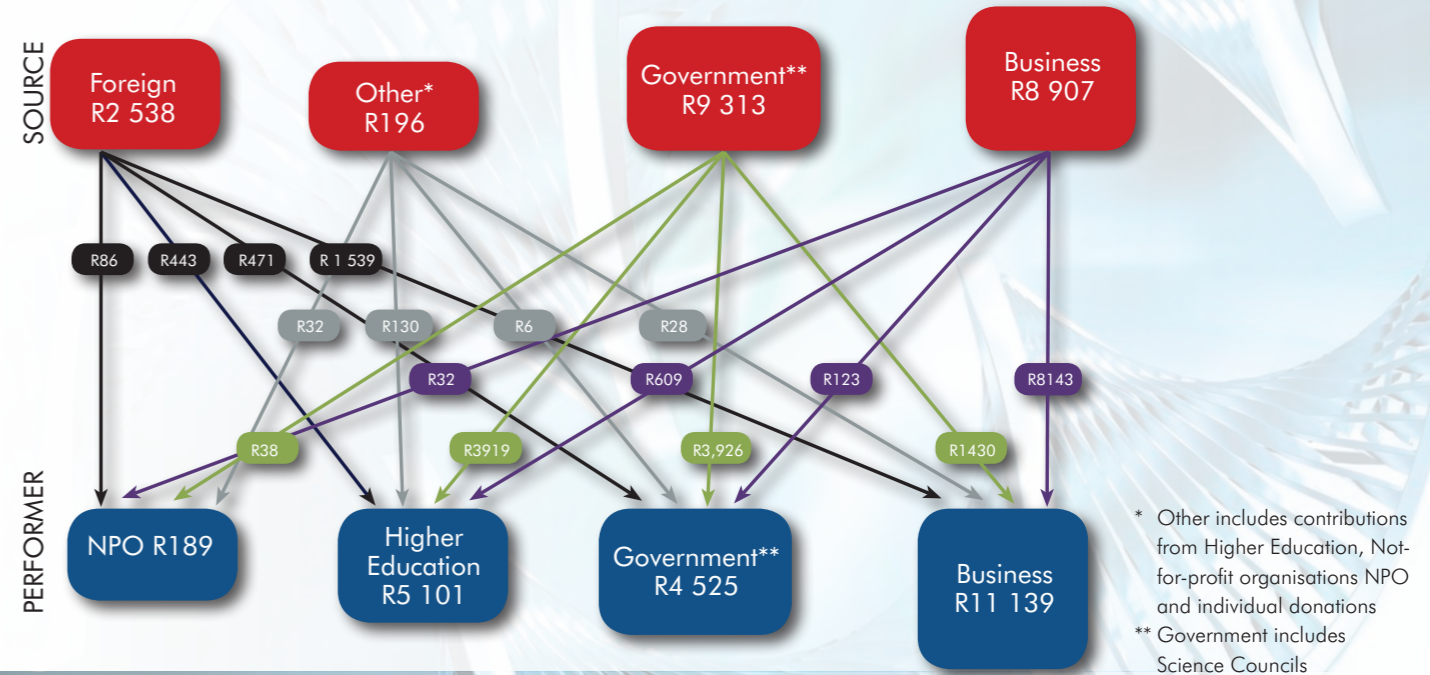 SOURCE
Foreign
R2 538
Other*
R196
Government**
R9 313
Business
R8 907
R86
R443
R471
R 1 539
R32
R130
R6
R28
R32
R609
R123
R8143
R38
R3919
R3,926
R1430
PERFORMER
NPO R189
Higher
Education
R5 101
Government**
R4 525
Business
R11 139
* Other includes contributions
from Higher Education, Not-
for-profit organisations NPO
and individual donations
** Government includes
Science Councils